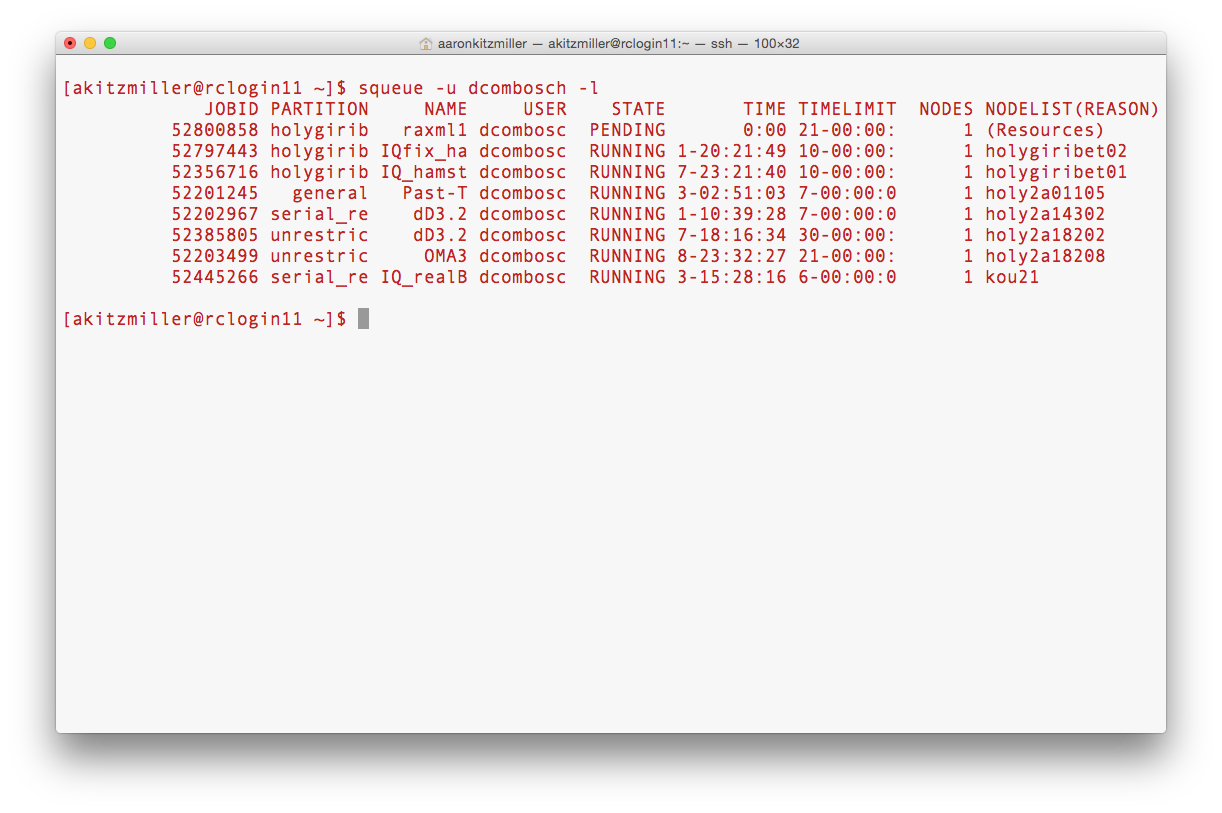 aaronkitzmiller — akitzmiller@rclogin11:~ — ssh — 100×32
[akitzmiller@rclogin11 ~]$ squeue -u dcombosch -l
JOBID PARTITION NAME USER STATE TIME TIMELIMIT NODES NODELIST(REASON)
52800858 holygirib raxml1 dcombosc PENDING 0:00 21-00:00: 1 (Resources)
52797443 holygirib IQfix_ha dcombosc RUNNING 1-20:21:49 10-00:00: 1 holygiribet02
52356716 holygirib IQ_hamst dcombosc RUNNING 7-23:21:40 10-00:00: 1 holygiribet01
52201245 general Past-T dcombosc RUNNING 3-02:51:03 7-00:00:0 1 holy2a01105
52202967 serial_re dD3.2 dcombosc RUNNING 1-10:39:28 7-00:00:0 1 holy2a14302
52385805 unrestric dD3.2 dcombosc RUNNING 7-18:16:34 30-00:00: 1 holy2a18202
52203499 unrestric OMA3 dcombosc RUNNING 8-23:32:27 21-00:00: 1 holy2a18208
52445266 serial_re IQ_realB dcombosc RUNNING 3-15:28:16 6-00:00:0 1 kou21
[akitzmiller@rclogin11 ~]$